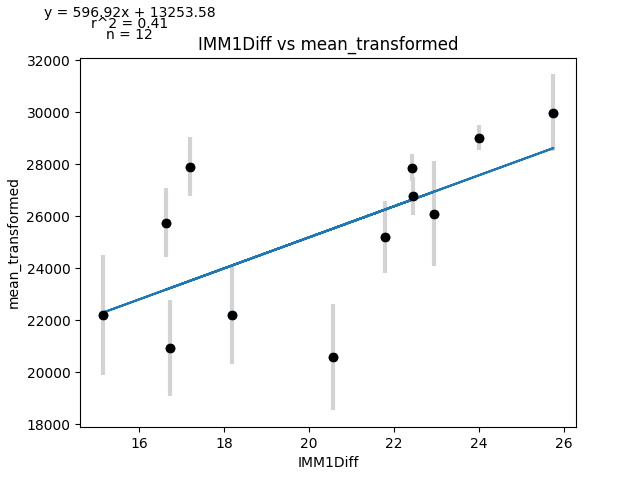 y = 596.92x + 13253.58
r^2 = 0.41
n = 12
IMM1Diff vs mean_transformed
32000
30000
28000
26000
24000
22000
20000
18000
mean_transformed
16 18 20 22 24 26
IMM1Diff